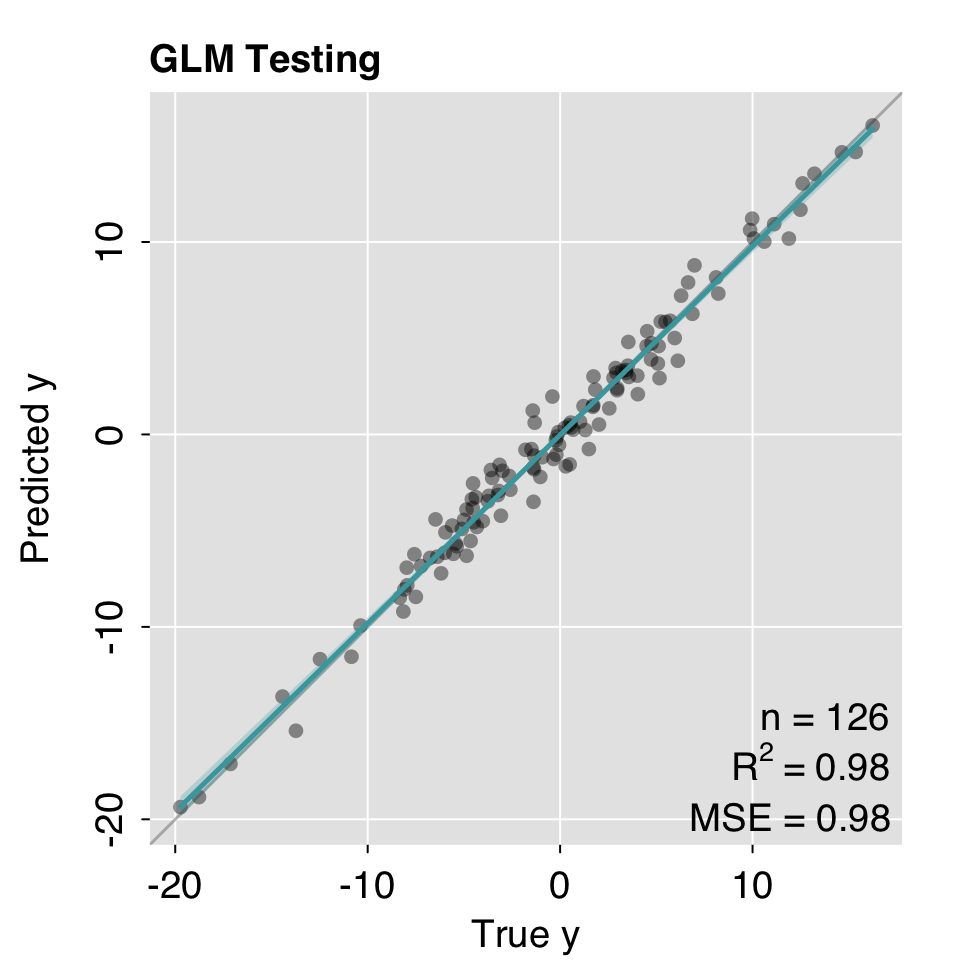 GLM Testing
Predicted y
10
0
-10
-20
n = 126
R² = 0.98
MSE = 0.98
-20 -10 0 10
True y